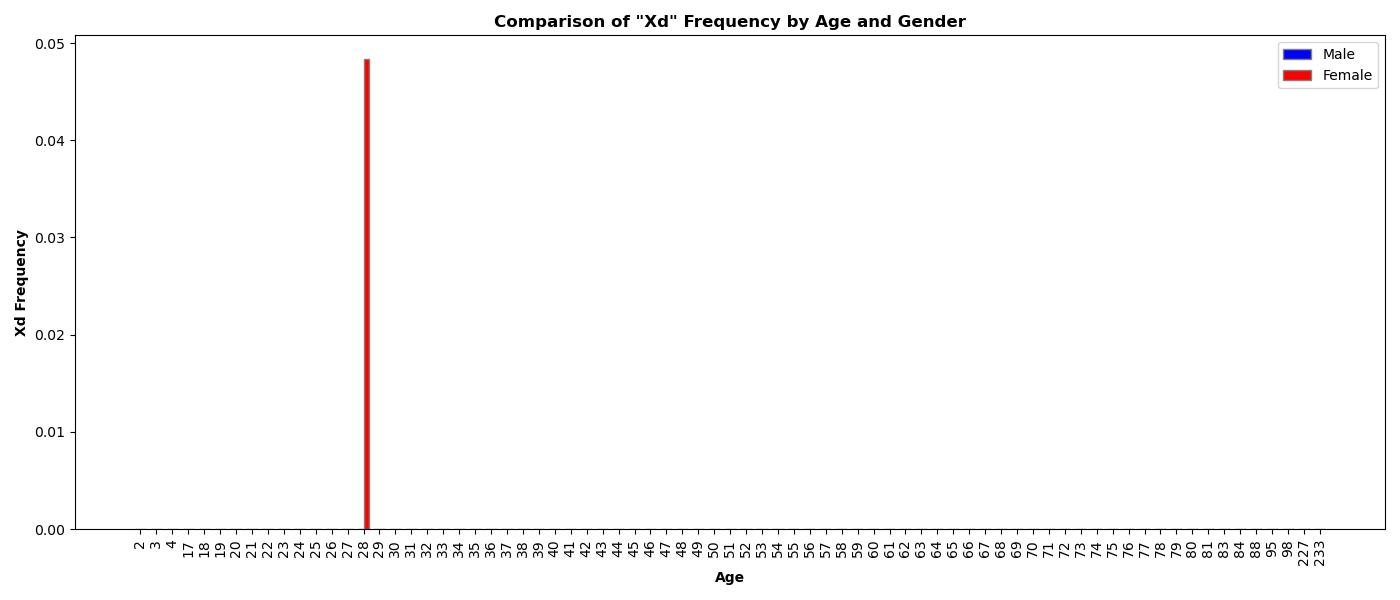 Comparison of "Xd" Frequency by Age and Gender
Male
Female
0.05
0.04
0.03
0.02
0.01
0.00
Xd Frequency
2 3 4 17 18 19 20 21 22 23 24 25 26 27 28 29 30 31 32 33 34 35 36 37 38 39 40 41 42 43 44 45 46 47 48 49 50 51 52 53 54 55 56 57 58 59 60 61 62 63 64 65 66 67 68 69 70 71 72 73 74 75 76 77 78 79 80 81 83 84 88 95 98 227 233
Age